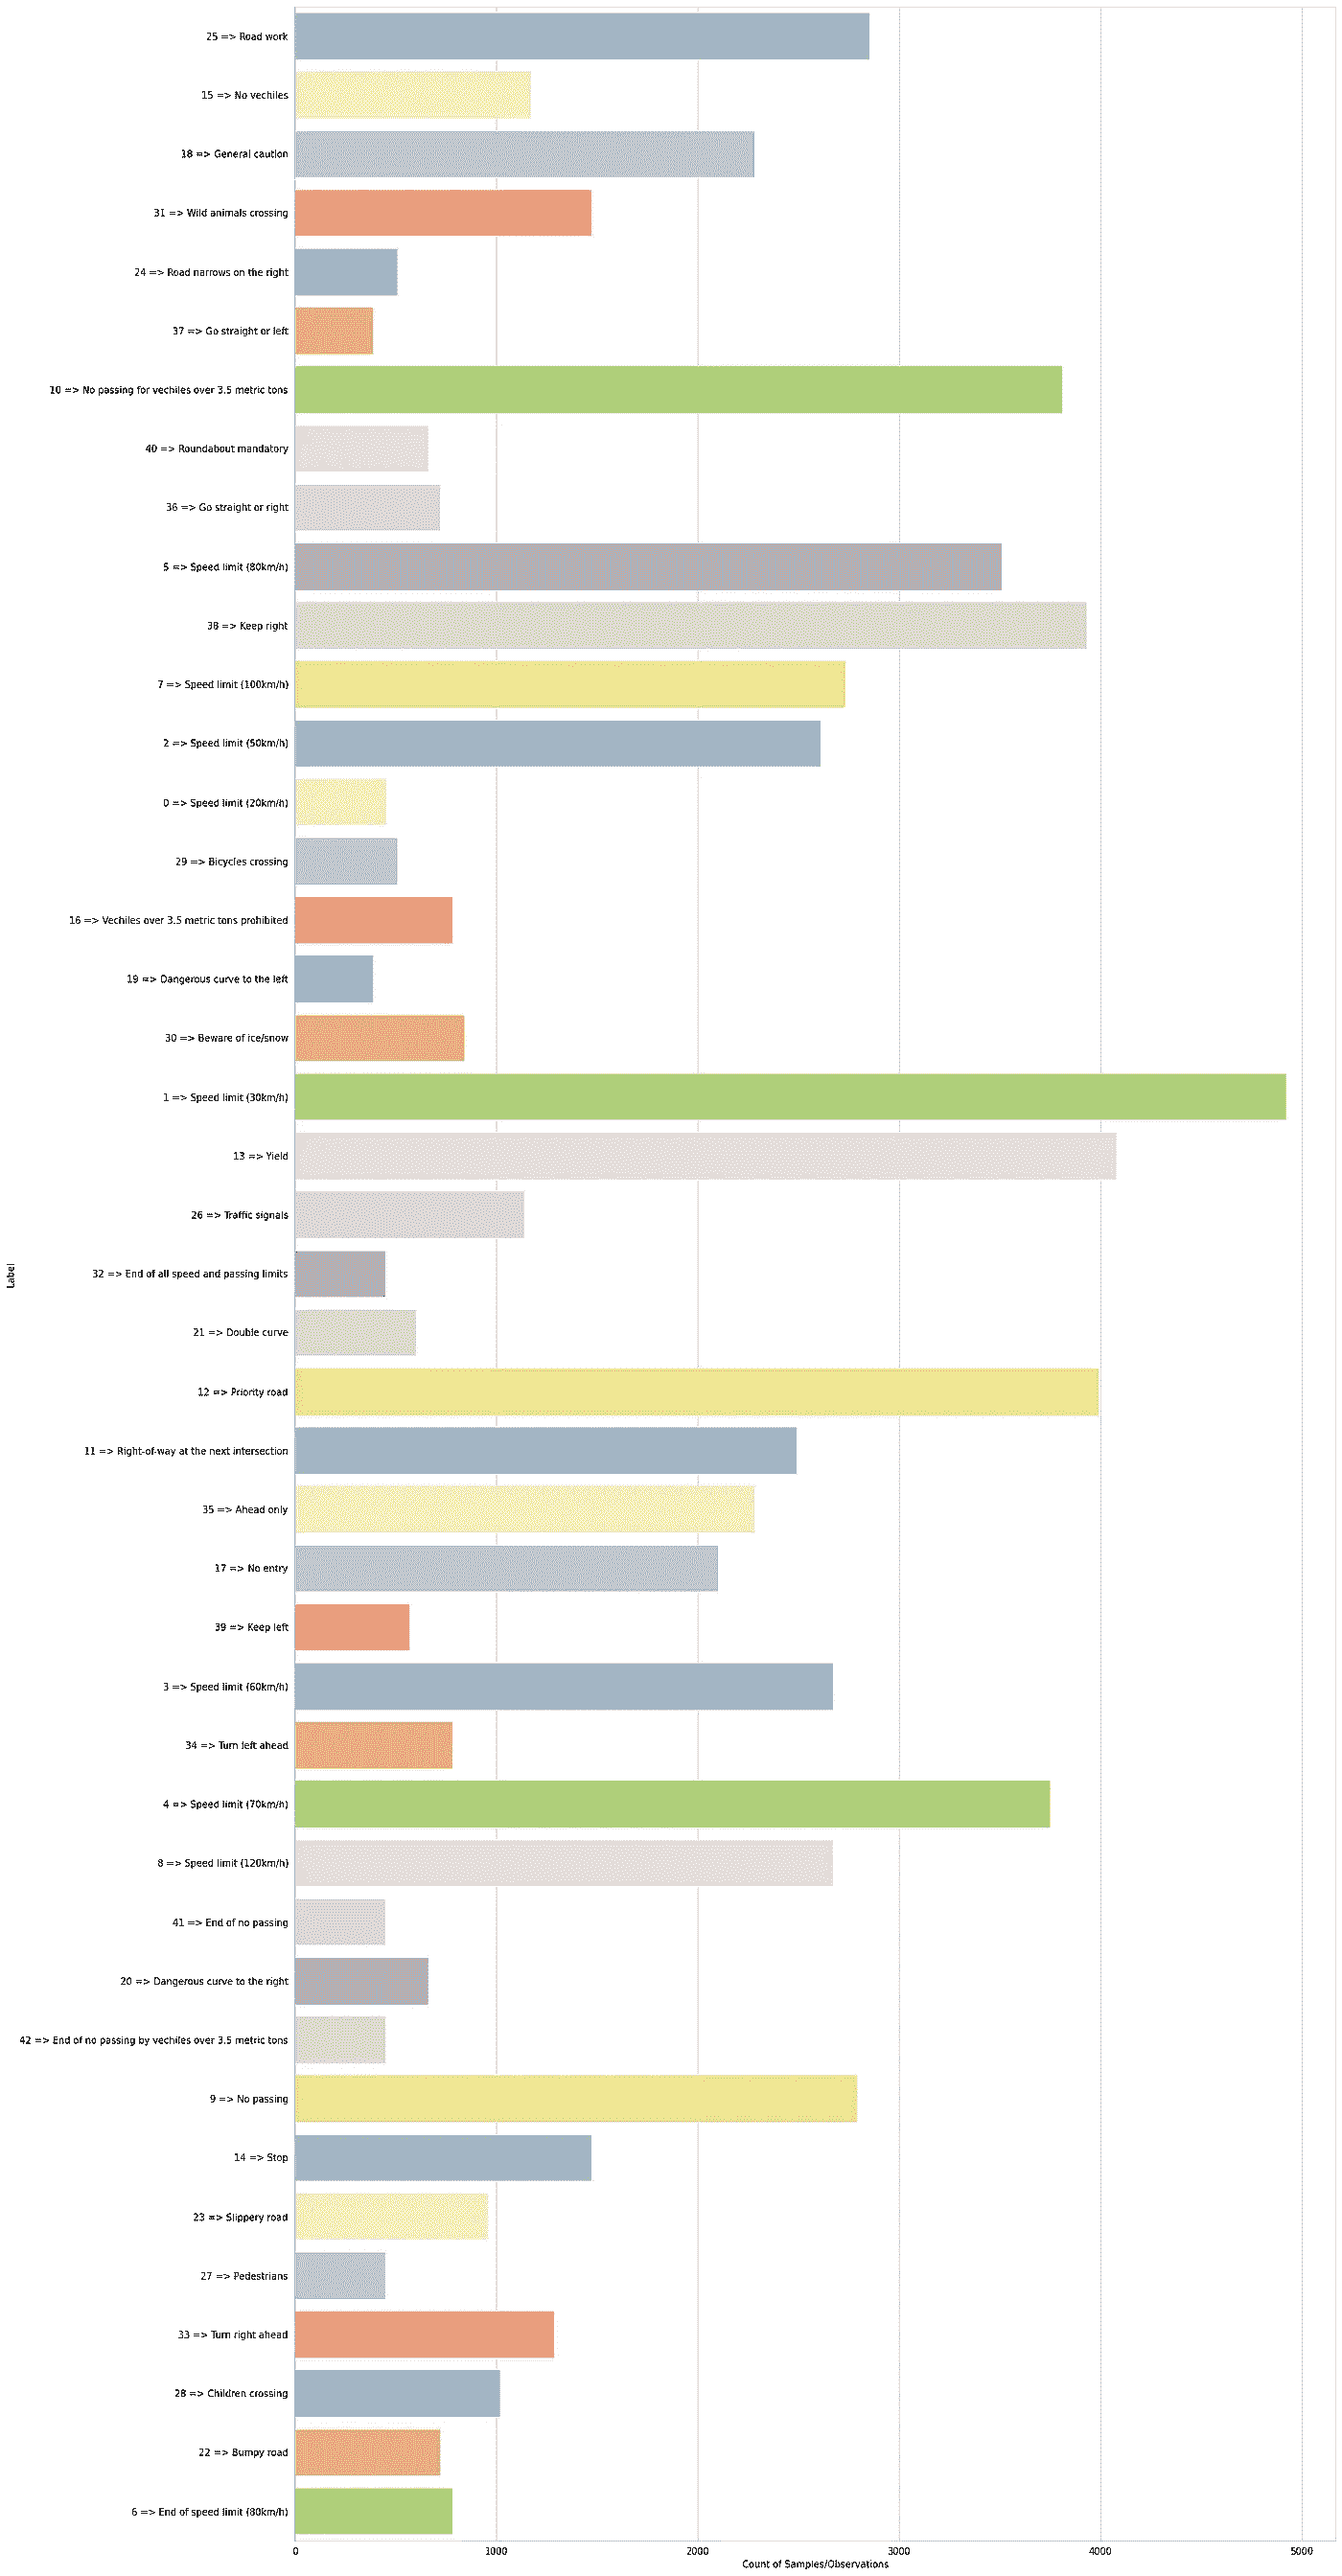 25 => Road work
15 => No vechiles
18 => General caution
31 => Wild animals crossing
24 => Road narrows on the right
37 => Go straight or left
10 => No passing for vechiles over 3.5 metric tons
40 => Roundabout mandatory
36 => Go straight or right
5 => Speed limit (80km/h)
38 => Keep right
7 => Speed limit (100km/h)
2 => Speed limit (50km/h)
0 => Speed limit (20km/h)
29 => Bicycles crossing
16 => Vechiles over 3.5 metric tons prohibited
19 => Dangerous curve to the left
30 => Beware of ice/snow
1 => Speed limit (30km/h)
13 => Yield
26 => Traffic signals
Label
32 => End of all speed and passing limits
21 => Double curve
12 => Priority road
11 => Right-of-way at the next intersection
35 => Ahead only
17 => No entry
39 => Keep left
3 => Speed limit (60km/h)
34 => Turn left ahead
4 => Speed limit (70km/h)
8 => Speed limit (120km/h)
41 => End of no passing
20 => Dangerous curve to the right
42 => End of no passing by vechiles over 3.5 metric tons
9 => No passing
14 => Stop
23 => Slippery road
27 => Pedestrians
33 => Turn right ahead
28 => Children crossing
22 => Bumpy road
6 => End of speed limit (80km/h)
0 1000 2000 3000 4000 5000
Count of Samples/Observations